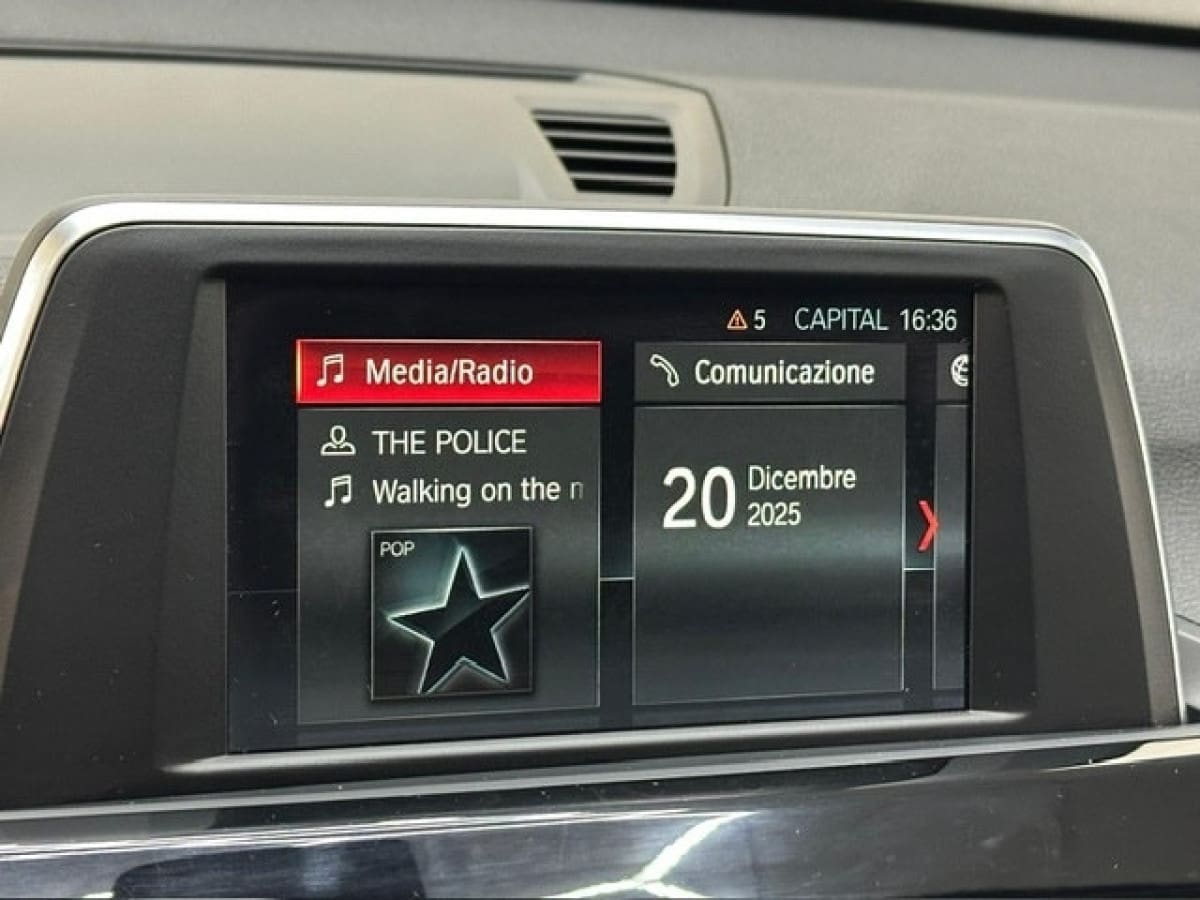 5 CAPITAL 16:36
Media/Radio
Comunicazione
THE POLICE
Walking on the
POP
20 Dicembre
2025